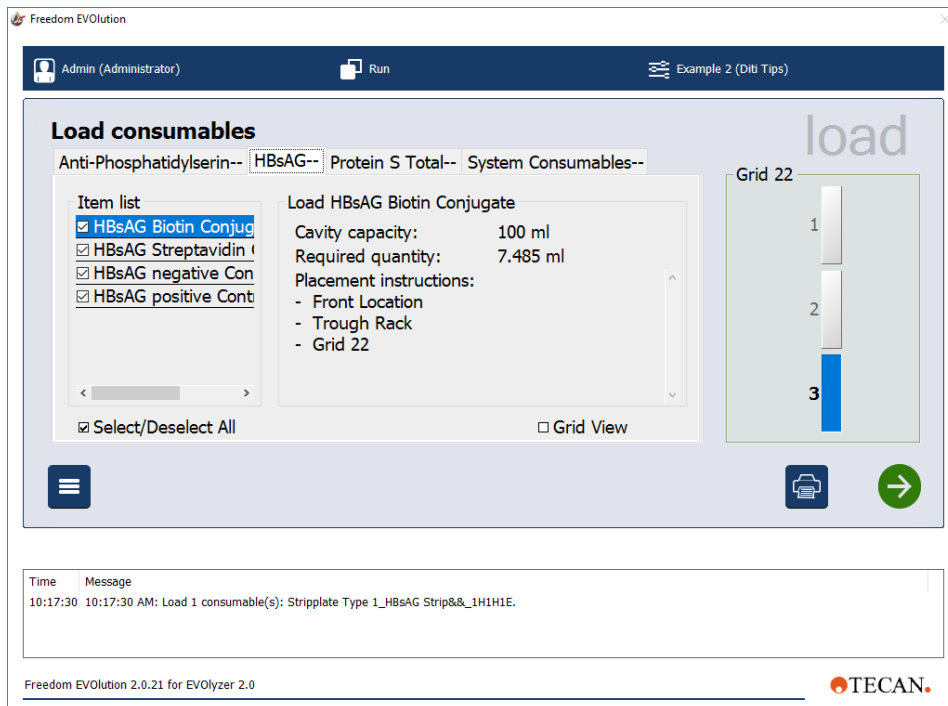 Freedom EVOlution
Admin (Administrator)
Run
Example 2 (Diti Tips)
Load consumables
load
Anti-Phosphatidylserin-- HBsAG-- Protein S Total-- System Consumables--
Item list
HBsAG Biotin Conjug
HBsAG Streptavidin
HBsAG negative Con
HBsAG positive Cont
Select/Deselect All
Load HBsAG Biotin Conjugate
Cavity capacity: 100 ml
Required quantity: 7.485 ml
Placement instructions:
- Front Location
- Trough Rack
- Grid 22
Grid View
Grid 22
1
2
3
Time Message
10:17:30 10:17:30 AM: Load 1 consumable(s): Stripplate Type 1_HBsAG Strip&&_1H1H1E.
Freedom EVOlution 2.0.21 for EVOlyzer 2.0
TECAN.